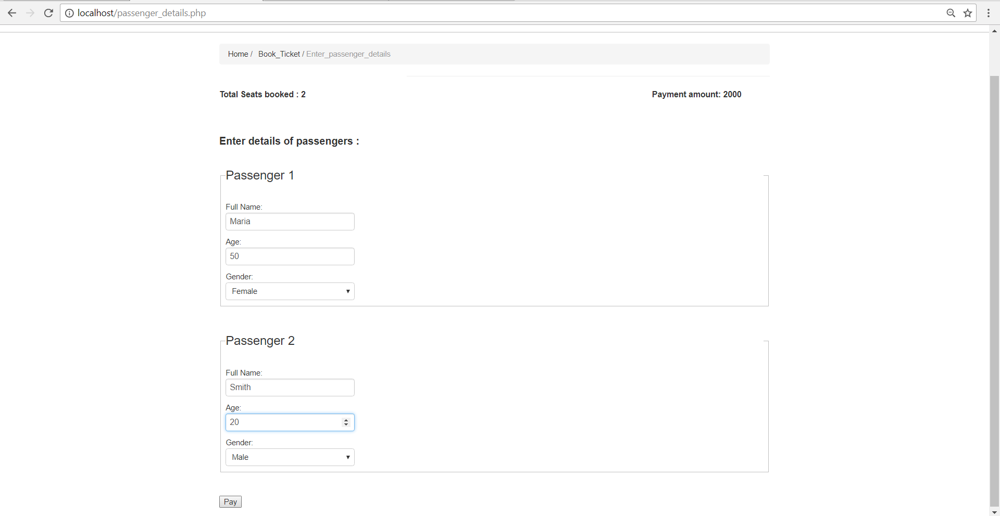 localhost/passenger_details.php
Home / Book_Ticket / Enter_passenger_details
Total Seats booked : 2 Payment amount: 2000
Enter details of passengers :
Passenger 1
Full Name:
Maria
Age:
50
Gender:
Female
Passenger 2
Full Name:
Smith
Age:
20
Gender:
Male
Pay